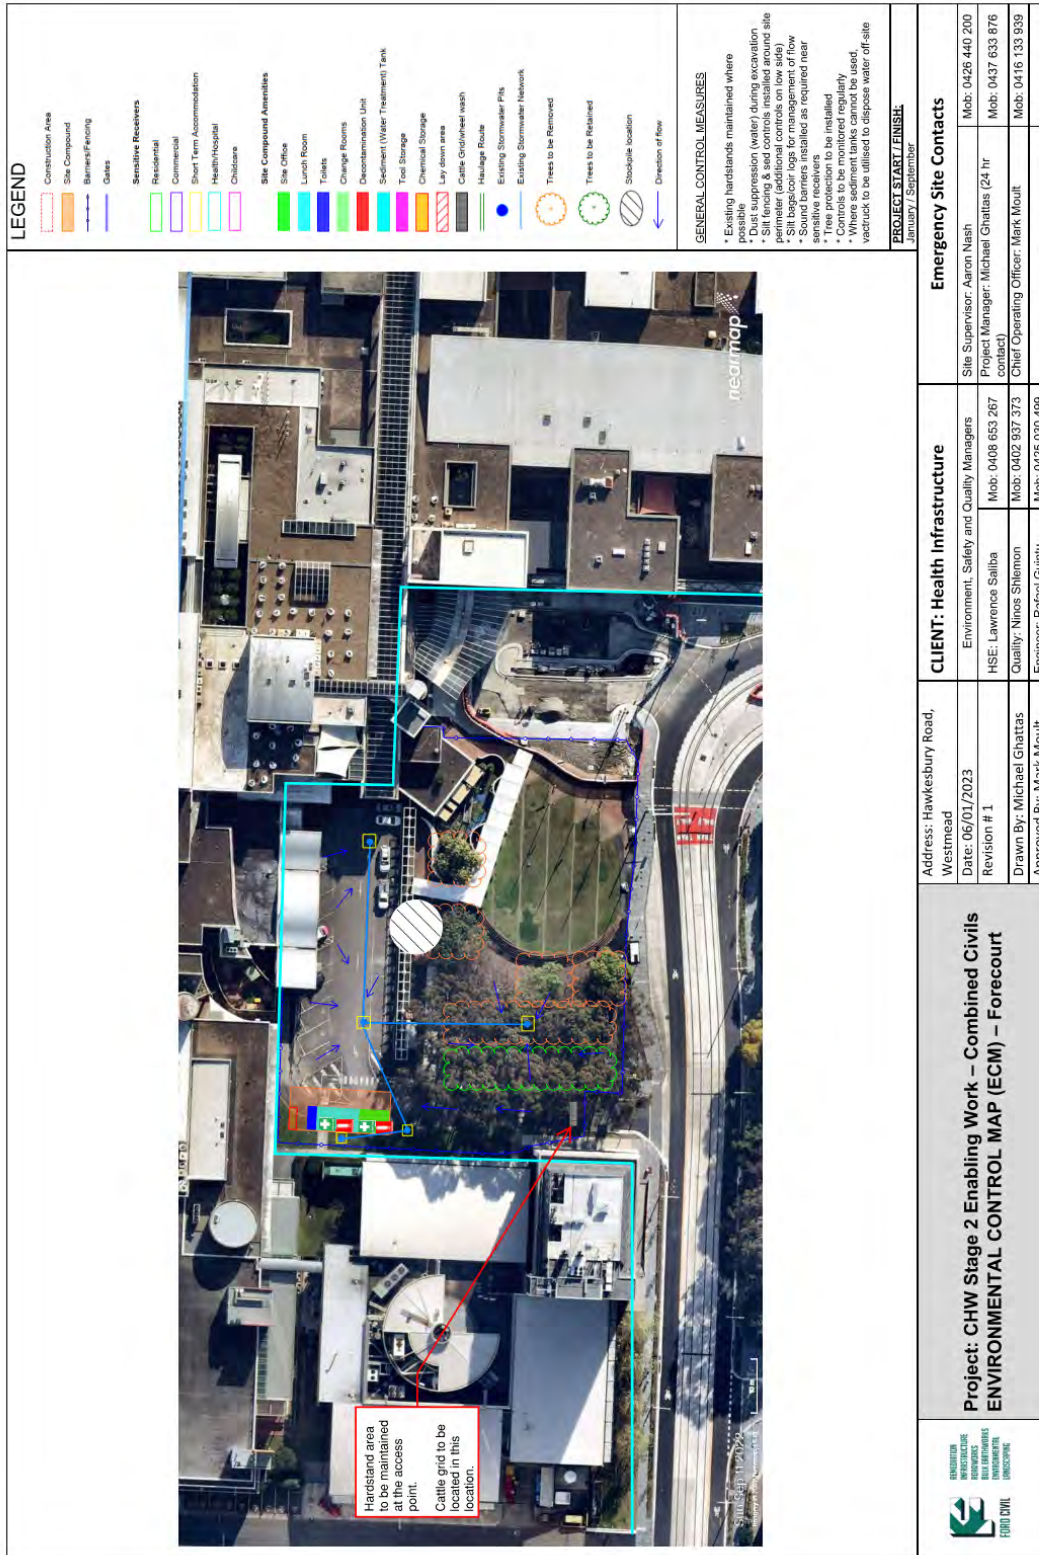 LEGEND
Construction Area
Site Compound
Barriers/Fencing
Gates
Sensitive Receivers
Residential
Commercial
Short Term Accommodation
Health/Hospital
Childcare
Site Compound Amenities
Site Office
Lunch Room
Toilets
Change Rooms
Decontamination Unit
Sediment (Water Treatment) Tank
Tool Storage
Chemical Storage
Lay down area
Cattle Grid/wheel wash
Haulage Route
Existing Stormwater Pits
Existing Stormwater Network
Trees to be Removed
Trees to be Retained
Stockpile location
Direction of flow
GENERAL CONTROL MEASURES
* Existing hardstands maintained where
possible
* Dust suppression (water) during excavation
* Silt fencing & sed controls installed around site
perimeter (additional controls on low side)
* Silt bags/coir logs for management of flow
* Sound barriers installed as required near
sensitive receivers
* Tree protection to be installed
* Controls to be monitored regularly
* Where sediment tanks cannot be used,
vactruck to be utilised to dispose water off-site
PROJECT START / FINISH:
January / September
nearmap
Hardstand area
to be maintained
at the access
point.
Cattle grid to be
located in this
location.
FORD CIVIL
REMEDIATION
INFRASTRUCTURE
ROADWORKS
BULK EARTHWORKS
ENVIRONMENTAL
LANDSCAPING
Project: CHW Stage 2 Enabling Work – Combined Civils
ENVIRONMENTAL CONTROL MAP (ECM) – Forecourt
Address: Hawkesbury Road,
Westmead
Date: 06/01/2023
Revision # 1
Drawn By: Michael Ghattas
Approved By: Mark Moult
CLIENT: Health Infrastructure
Environment, Safety and Quality Managers
HSE: Lawrence Saliba
Mob: 0408 653 267
Quality: Ninos Shlemon
Mob: 0402 937 373
Emergency Site Contacts
Site Supervisor: Aaron Nash
Mob: 0426 440 200
Project Manager: Michael Ghattas (24 hr
contact)
Mob: 0437 633 876
Chief Operating Officer: Mark Moult
Mob: 0416 133 939